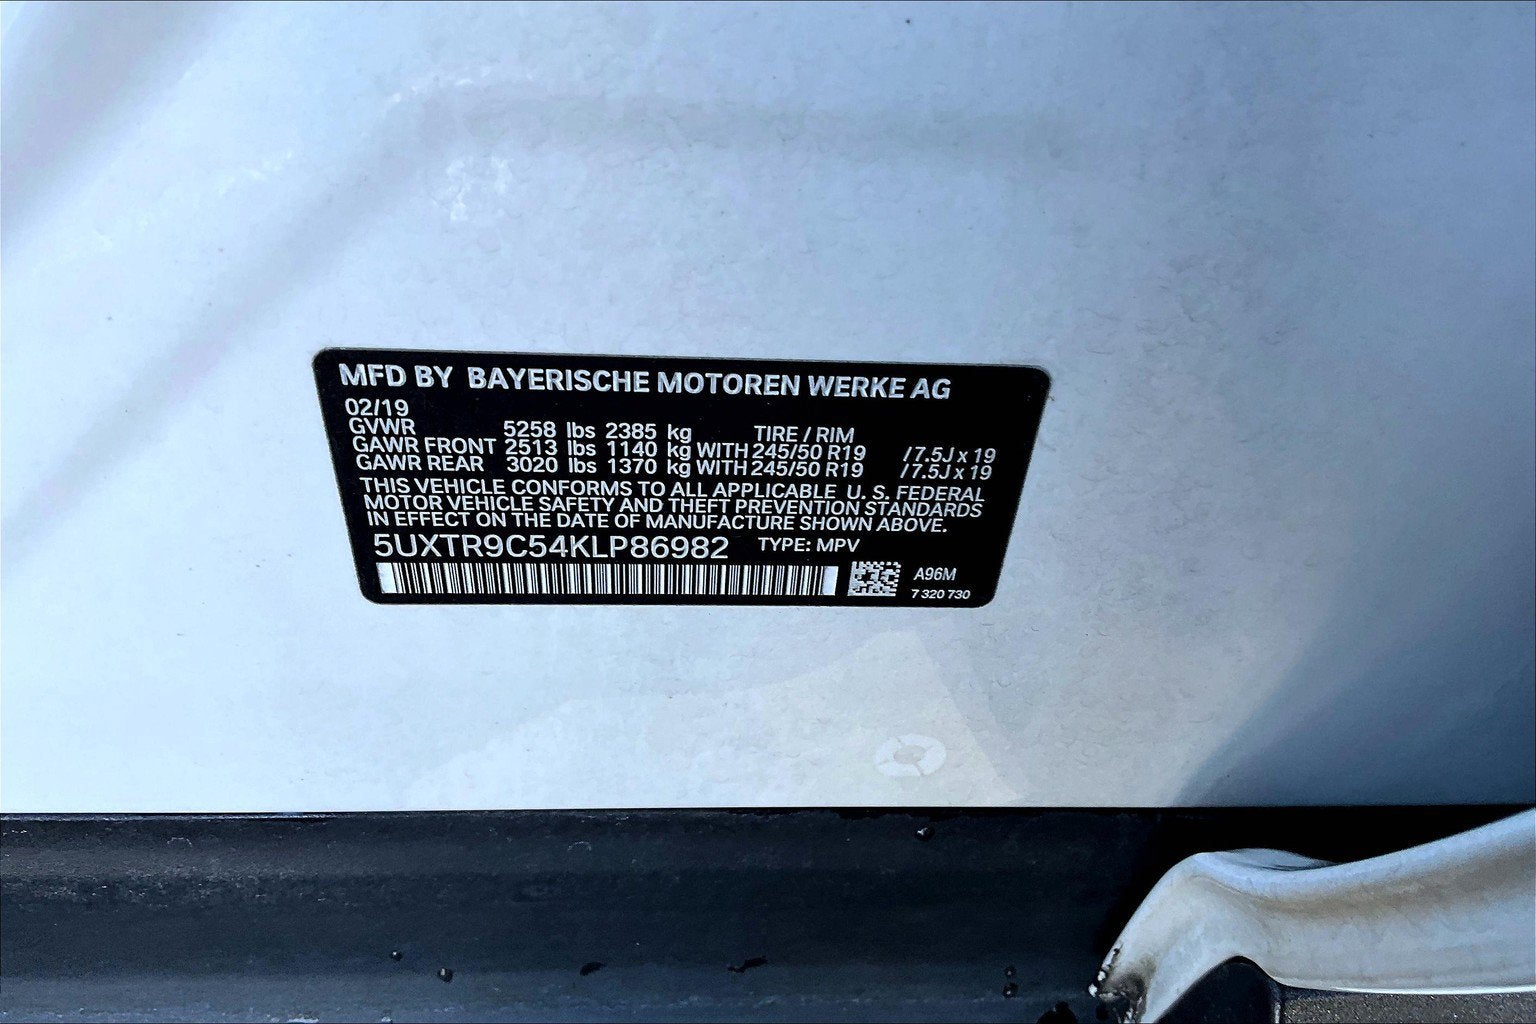 MFD BY BAYERISCHE MOTOREN WERKE AG
02/19
GVWR 5258 lbs 2385 kg TIRE / RIM
GAWR FRONT 2513 lbs 1140 kg WITH 245/50 R19 / 7.5J x 19
GAWR REAR 3020 lbs 1370 kg WITH 245/50 R19 / 7.5J x 19
THIS VEHICLE CONFORMS TO ALL APPLICABLE U. S. FEDERAL
MOTOR VEHICLE SAFETY AND THEFT PREVENTION STANDARDS
IN EFFECT ON THE DATE OF MANUFACTURE SHOWN ABOVE.
5UXTR9C54KLP86982 TYPE: MPV
A96M
7 320 730